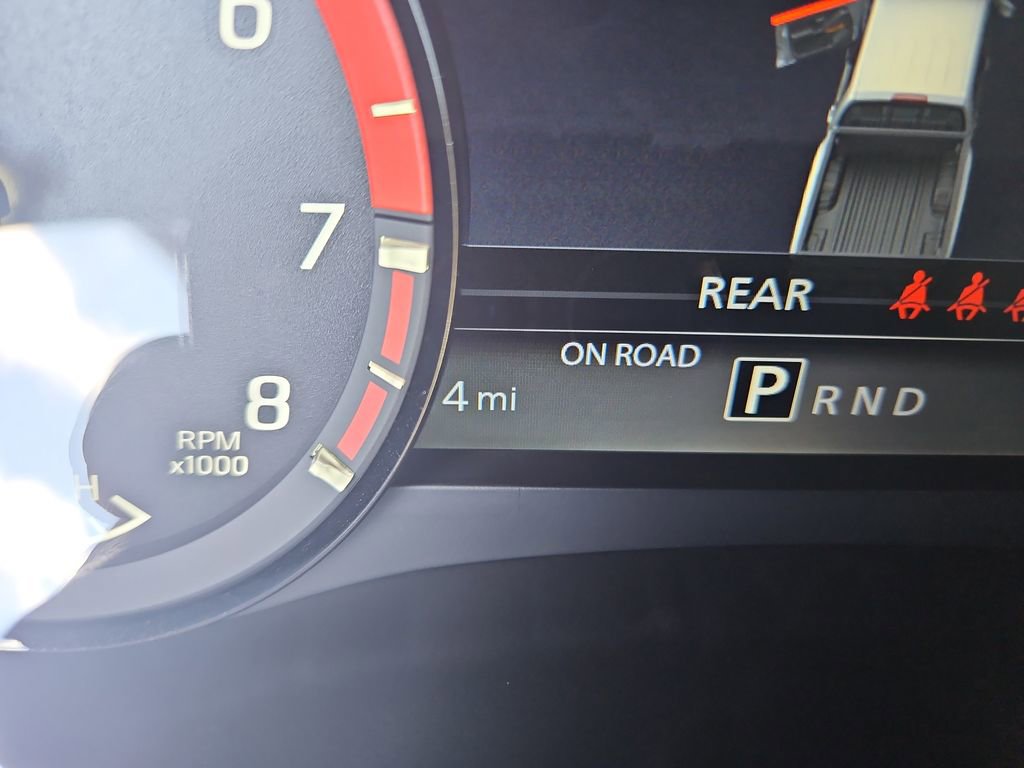 6
7
8
RPM
x1000
H
REAR
ON ROAD
4 mi
P R N D